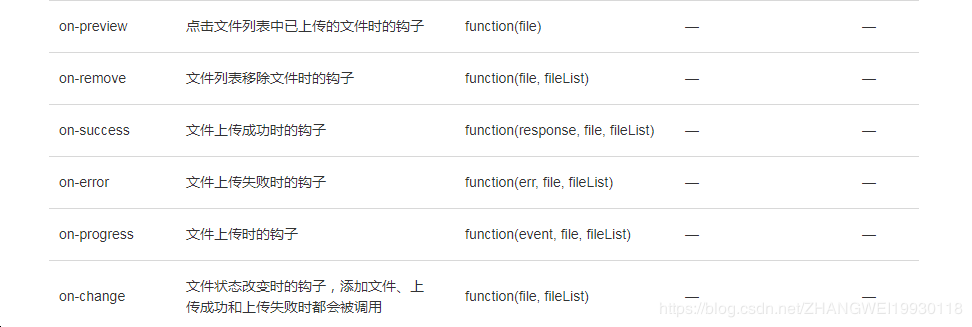 on-preview 点击文件列表中已上传的文件时的钩子 function(file) — —
on-remove 文件列表移除文件时的钩子 function(file, fileList) — —
on-success 文件上传成功时的钩子 function(response, file, fileList) — —
on-error 文件上传失败时的钩子 function(err, file, fileList) — —
on-progress 文件上传时的钩子 function(event, file, fileList) — —
文件状态改变时的钩子，添加文件、上
on-change function(file, fileList) — —
传成功和上传失败时都会被调用
https://blog.csdn.net/ZHANGWEI19930118